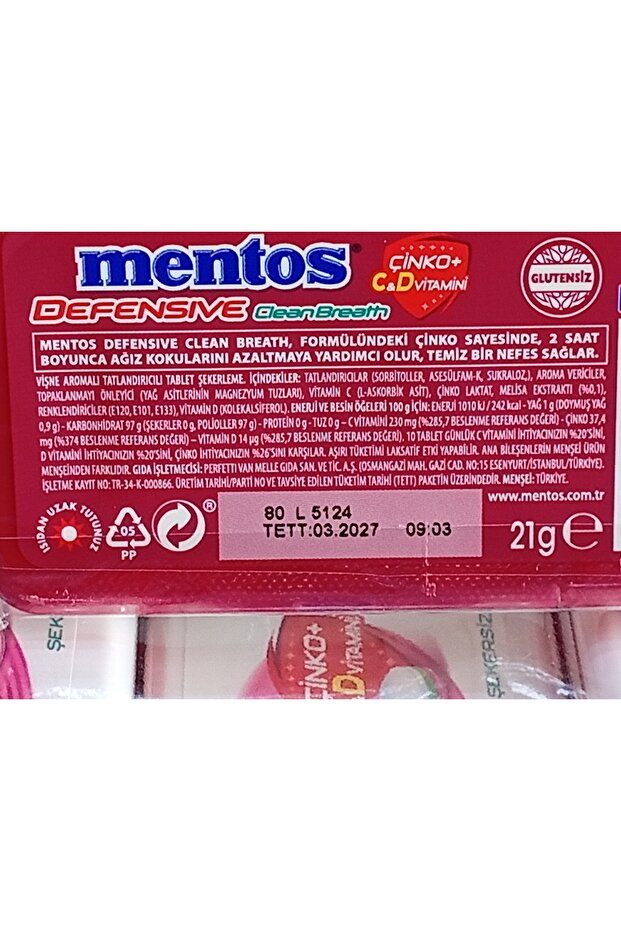 mentos
ÇİNKO+
C&D VİTAMİNİ
GLUTENSİZ
DEFENSIVE Clean Breath
MENTOS DEFENSIVE CLEAN BREATH, FORMÜLÜNDEKİ ÇİNKO SAYESİNDE, 2 SAAT
BOYUNCA AĞIZ KOKULARINI AZALTMAYA YARDIMCI OLUR, TEMİZ BİR NEFES SAĞLAR.
VİŞNE AROMALI TATLANDIRICILI TABLET ŞEKERLEME. İÇİNDEKİLER: TATLANDIRICILAR (SORBİTOLLER, ASESÜLFAM-K, SUKRALOZ), AROMA VERİCİLER,
TOPAKLANMAYI ÖNLEYİCİ (YAĞ ASİTLERİNİN MAGNEZYUM TUZLARI), VİTAMİN C (L-ASKORBİK ASİT), ÇİNKO LAKTAT, MELİSA EKSTRAKTI (%0,1),
RENKLENDİRİCİLER (E120, E101, E133), VİTAMİN D (KOLEKALSİFEROL). ENERJİ VE BESİN ÖĞELERİ 100 g İÇİN: ENERJİ 1010 kJ / 242 kcal - YAĞ 1 g (DOYMUŞ YAĞ
0,9 g) - KARBONHİDRAT 97 g (ŞEKERLER 0 g, POLİOLLER 97 g) - PROTEİN 0 g - TUZ 0 g – C VİTAMİNİ 230 mg (%285,7 BESLENME REFERANS DEĞERİ) – ÇİNKO 37,4
mg (%374 BESLENME REFERANS DEĞERİ) – VİTAMİN D 14 µg (%285,7 BESLENME REFERANS DEĞERİ). 10 TABLET GÜNLÜK C VİTAMİNİ İHTİYACINIZIN %20'SİNİ,
D VİTAMİNİ İHTİYACINIZIN %20'SİNİ, ÇİNKO İHTİYACINIZIN %26'SINI KARŞILAR. AŞIRI TÜKETİMİ LAKSATİF ETKİ YAPABİLİR. ANA BİLEŞENLERİN MENŞEİ ÜRÜN
MENŞEİNDEN FARKLIDIR. GIDA İŞLETMECİSİ: PERFETTI VAN MELLE GIDA SAN. VE TİC. A.Ş. (OSMANGAZİ MAH. GAZİ CAD. NO:15 ESENYURT/İSTANBUL/TÜRKİYE).
İŞLETME KAYIT NO: TR-34-K-000866. ÜRETİM TARİHİ/PARTİ NO VE TAVSİYE EDİLEN TÜKETİM TARİHİ (TETT) PAKETİN ÜZERİNDEDİR. MENŞEİ: TÜRKİYE.
www.mentos.com.tr
ISIDAN UZAK TUTUNUZ
05
PP
80 L 5124
TETT:03.2027 09:03
21g e
ŞEK
ÇİNKO+
&D VİTAMİNİ
ŞEKERSİZ